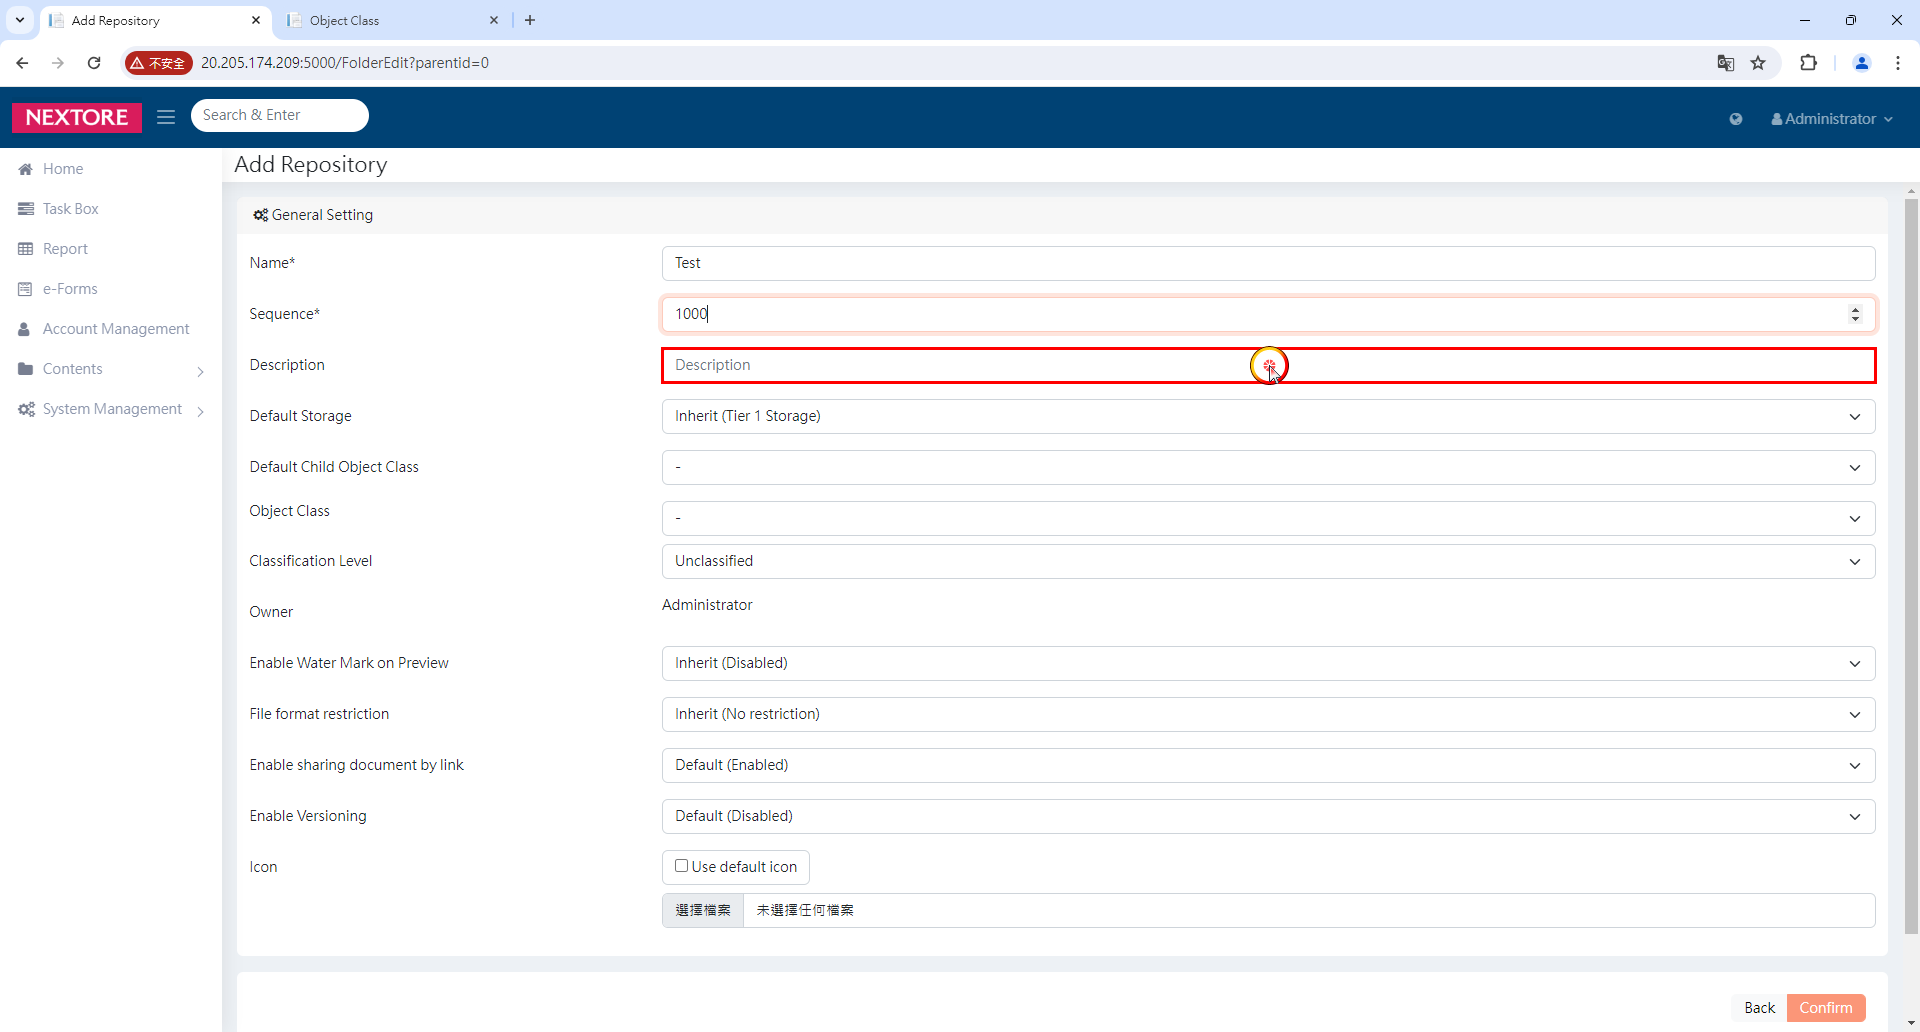 Add Repository
Object Class
不安全
20.205.174.209:5000/FolderEdit?parentid=0
NEXTORE
Search & Enter
Administrator
Home
Task Box
Report
e-Forms
Account Management
Contents
System Management
Add Repository
General Setting
Name*
Test
Sequence*
1000
Description
Description
Default Storage
Inherit (Tier 1 Storage)
Default Child Object Class
-
Object Class
-
Classification Level
Unclassified
Owner
Administrator
Enable Water Mark on Preview
Inherit (Disabled)
File format restriction
Inherit (No restriction)
Enable sharing document by link
Default (Enabled)
Enable Versioning
Default (Disabled)
Icon
Use default icon
選擇檔案
未選擇任何檔案
Back
Confirm